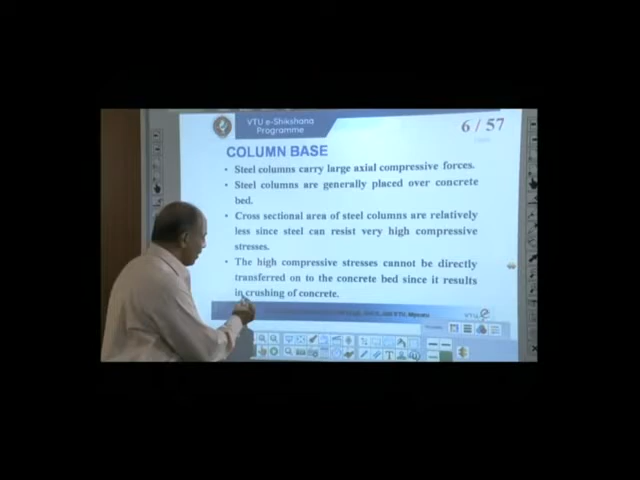 VTU e-Shikshana
Programme
6 / 57
COLUMN BASE
• Steel columns carry large axial compressive forces.
• Steel columns are generally placed over concrete
bed.
• Cross sectional area of steel columns are relatively
less since steel can resist very high compressive
stresses.
• The high compressive stresses cannot be directly
transferred on to the concrete bed since it results
in crushing of concrete.
VTU, Mysuru
VTU